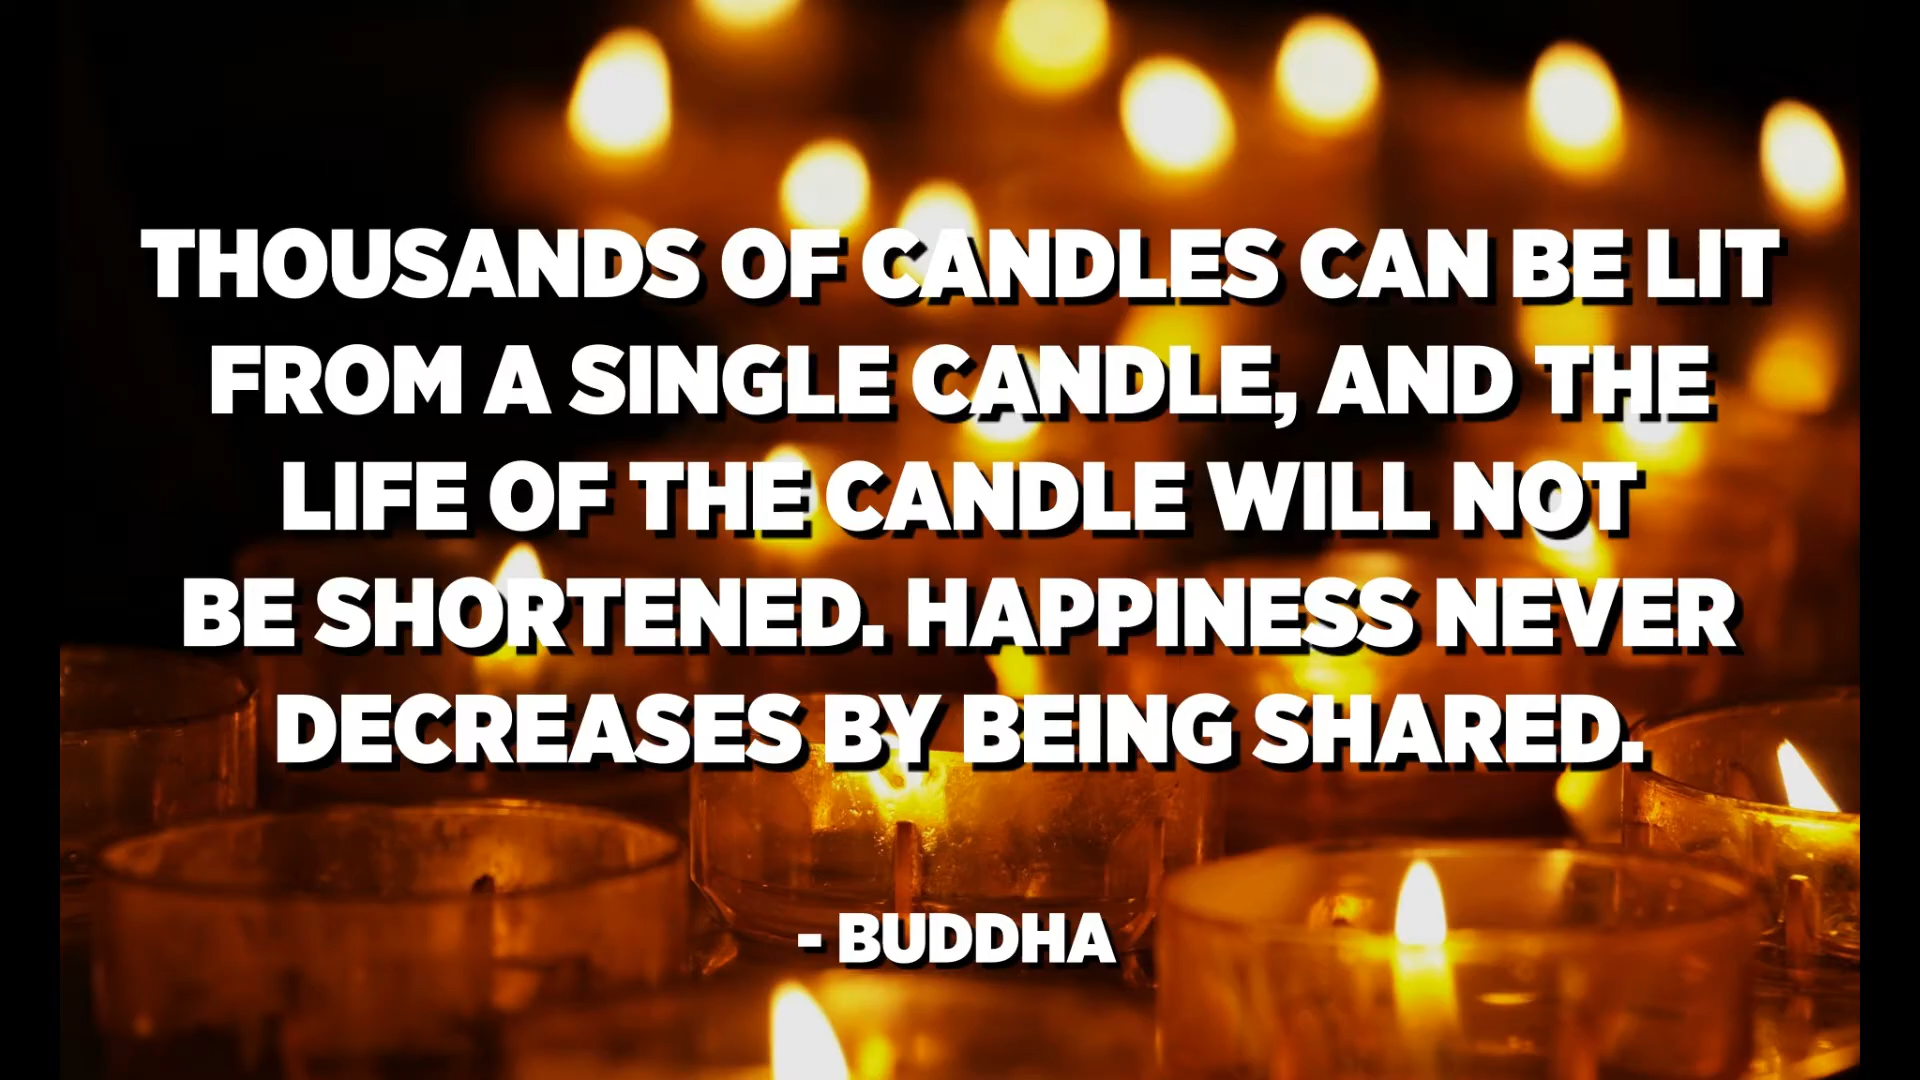 THOUSANDS OF CANDLES CAN BE LIT
FROM A SINGLE CANDLE, AND THE
LIFE OF THE CANDLE WILL NOT
BE SHORTENED. HAPPINESS NEVER
DECREASES BY BEING SHARED.
- BUDDHA